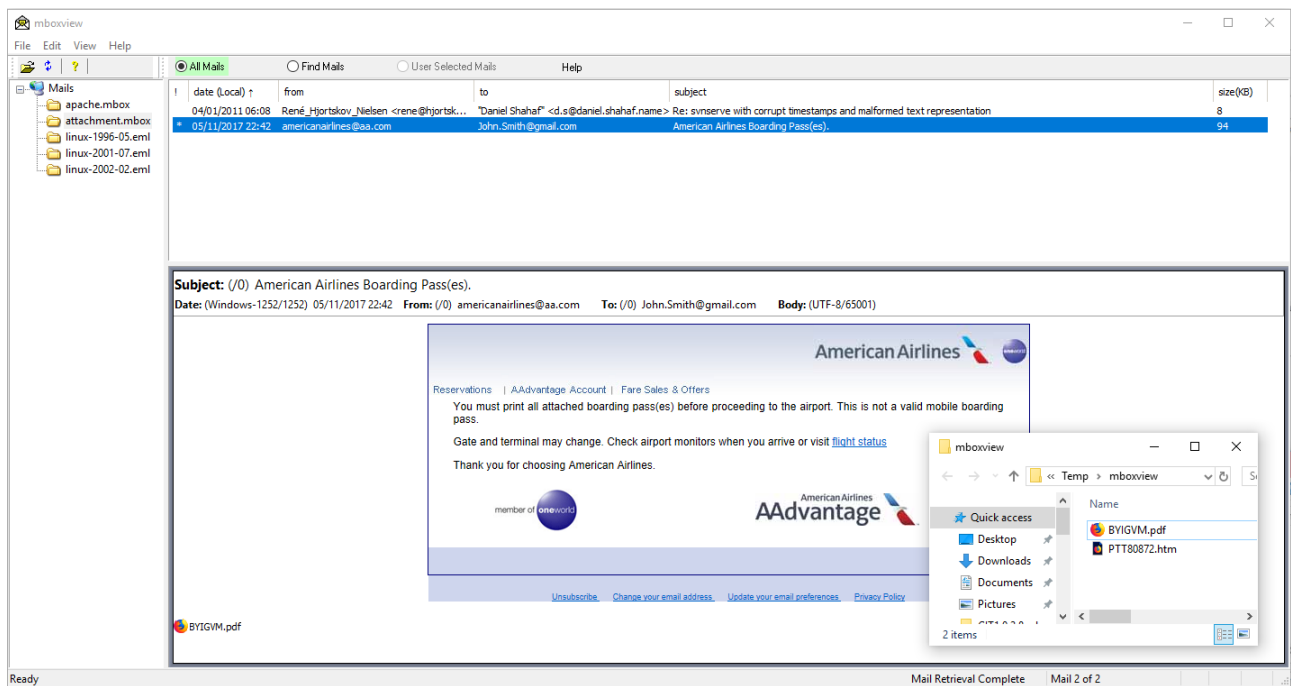 mboxview
File Edit View Help
All Mails Find Mails User Selected Mails Help
Mails
apache.mbox
attachment.mbox
linux-1996-05.eml
linux-2001-07.eml
linux-2002-02.eml
! date (Local) ↑ from to subject size(KB)
04/01/2011 06:08 René_Hjortskov_Nielsen <rene@hjortsk... "Daniel Shahaf" <d.s@daniel.shahaf.name> Re: svnserve with corrupt timestamps and malformed text representation 8
* 05/11/2017 22:42 americanairlines@aa.com John.Smith@gmail.com American Airlines Boarding Pass(es). 94
Subject: (/0) American Airlines Boarding Pass(es).
Date: (Windows-1252/1252) 05/11/2017 22:42 From: (/0) americanairlines@aa.com To: (/0) John.Smith@gmail.com Body: (UTF-8/65001)
American Airlines oneworld
Reservations | AAdvantage Account | Fare Sales & Offers
You must print all attached boarding pass(es) before proceeding to the airport. This is not a valid mobile boarding
pass.
Gate and terminal may change. Check airport monitors when you arrive or visit flight status
Thank you for choosing American Airlines.
member of oneworld
American Airlines
AAdvantage
Unsubscribe Change your email address Update your email preferences Privacy Policy
BYIGVM.pdf
mboxview
« Temp › mboxview
Quick access
Desktop
Downloads
Documents
Pictures
Name
BYIGVM.pdf
PTT80872.htm
2 items
Ready Mail Retrieval Complete Mail 2 of 2